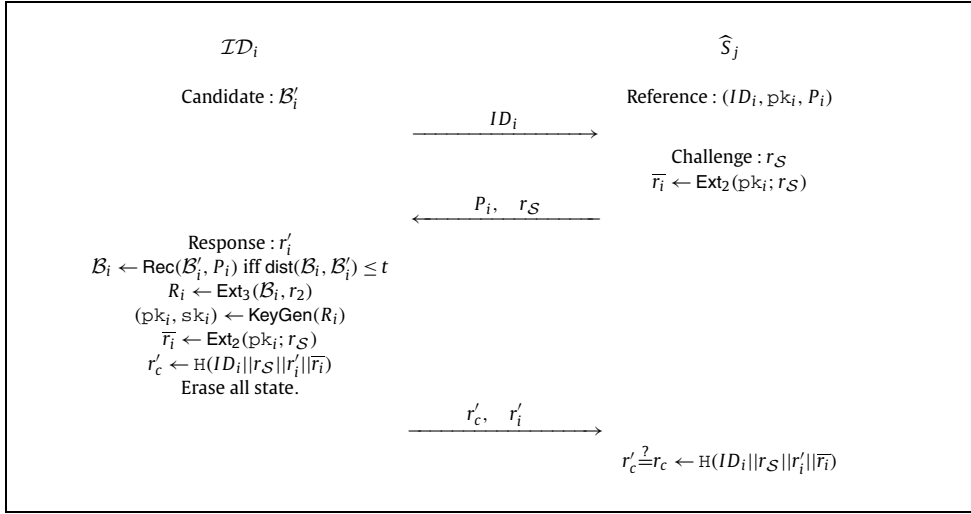 𝓘𝓓ᵢ Ŝⱼ
Candidate : 𝓑′ᵢ Reference : (IDᵢ, pkᵢ, Pᵢ)
IDᵢ
Challenge : r_𝓢
r̅ᵢ ← Ext₂(pkᵢ; r_𝓢)
Pᵢ, r_𝓢
Response : r′ᵢ
𝓑ᵢ ← Rec(𝓑′ᵢ, Pᵢ) iff dist(𝓑ᵢ, 𝓑′ᵢ) ≤ t
Rᵢ ← Ext₃(𝓑ᵢ, r₂)
(pkᵢ, skᵢ) ← KeyGen(Rᵢ)
r̅ᵢ ← Ext₂(pkᵢ; r_𝓢)
r′_c ← H(IDᵢ||r_𝓢||r′ᵢ||r̅ᵢ)
Erase all state.
r′_c, r′ᵢ
r′_c ≟ r_c ← H(IDᵢ||r_𝓢||r′ᵢ||r̅ᵢ)